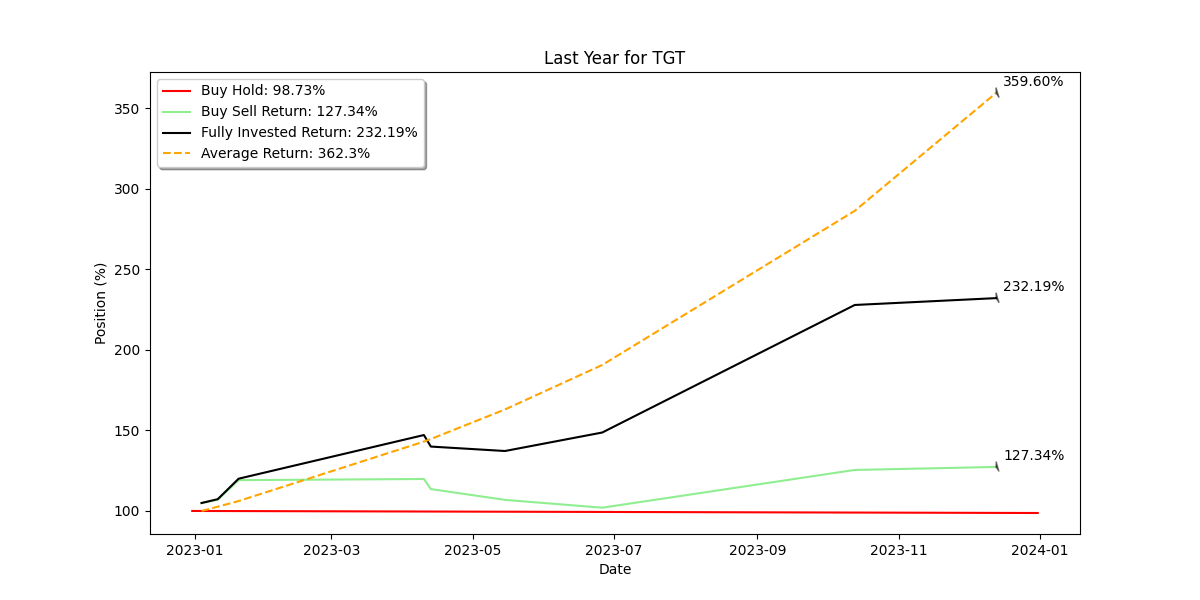 Last Year for TGT
Buy Hold: 98.73%
Buy Sell Return: 127.34%
Fully Invested Return: 232.19%
Average Return: 362.3%
359.60%
232.19%
127.34%
Position (%)
350
300
250
200
150
100
2023-01 2023-03 2023-05 2023-07 2023-09 2023-11 2024-01
Date